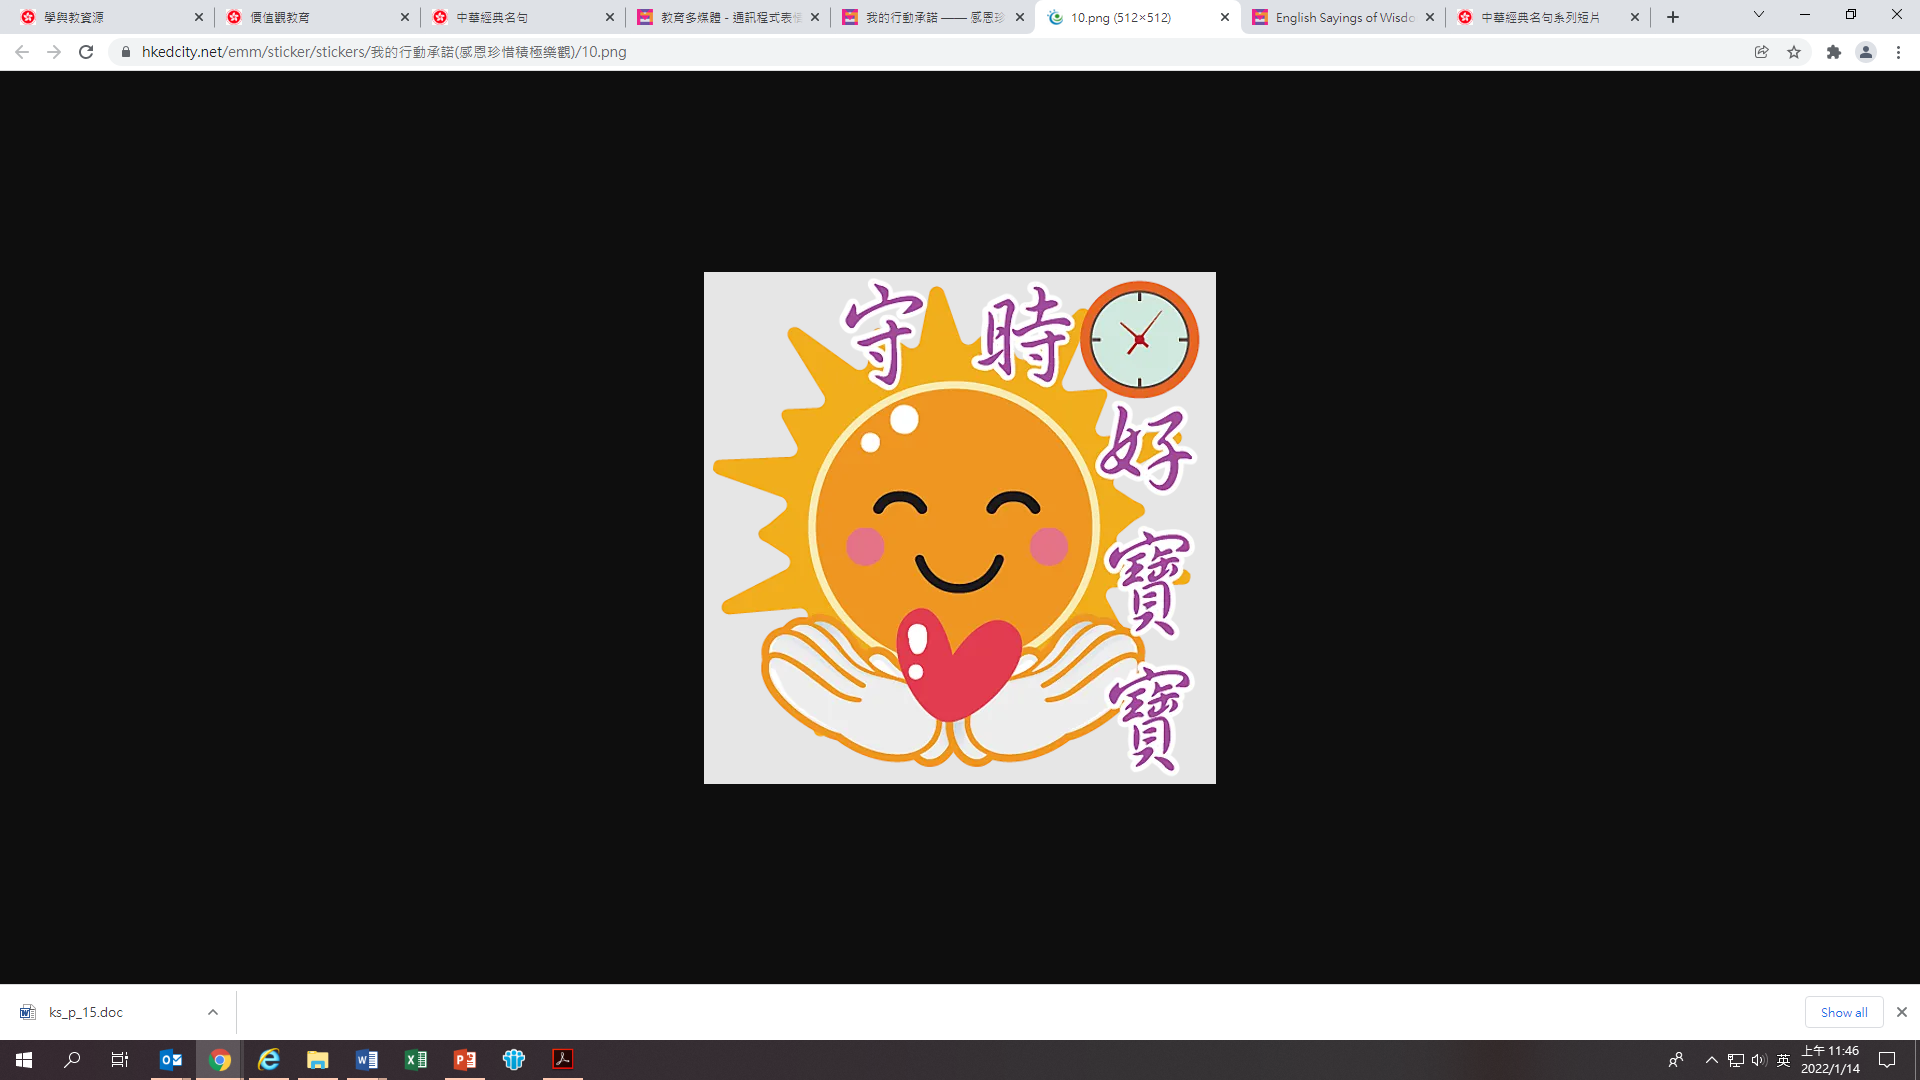 學與教資源
價值觀教育
中華經典名句
教育多媒體 - 通訊程式表情
我的行動承諾 —— 感恩珍
10.png (512×512)
English Sayings of Wisdo
中華經典名句系列短片
hkedcity.net/emm/sticker/stickers/我的行動承諾(感恩珍惜積極樂觀)/10.png
守時
好
寶
寶
ks_p_15.doc
Show all
英
上午 11:46
2022/1/14